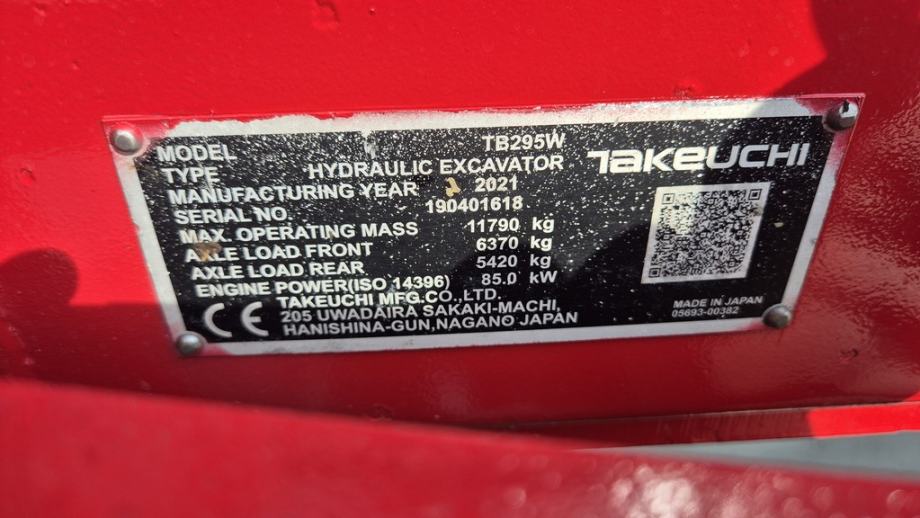 MODEL TB295W
TYPE HYDRAULIC EXCAVATOR
MANUFACTURING YEAR 2021
SERIAL NO. 190401618
MAX. OPERATING MASS 11790 kg
AXLE LOAD FRONT 6370 kg
AXLE LOAD REAR 5420 kg
ENGINE POWER(ISO 14396) 85.0 kW
CE
TAKEUCHI MFG.CO.,LTD.
205 UWADAIRA SAKAKI-MACHI,
HANISHINA-GUN,NAGANO JAPAN
TAKEUCHI
MADE IN JAPAN
05693-00382